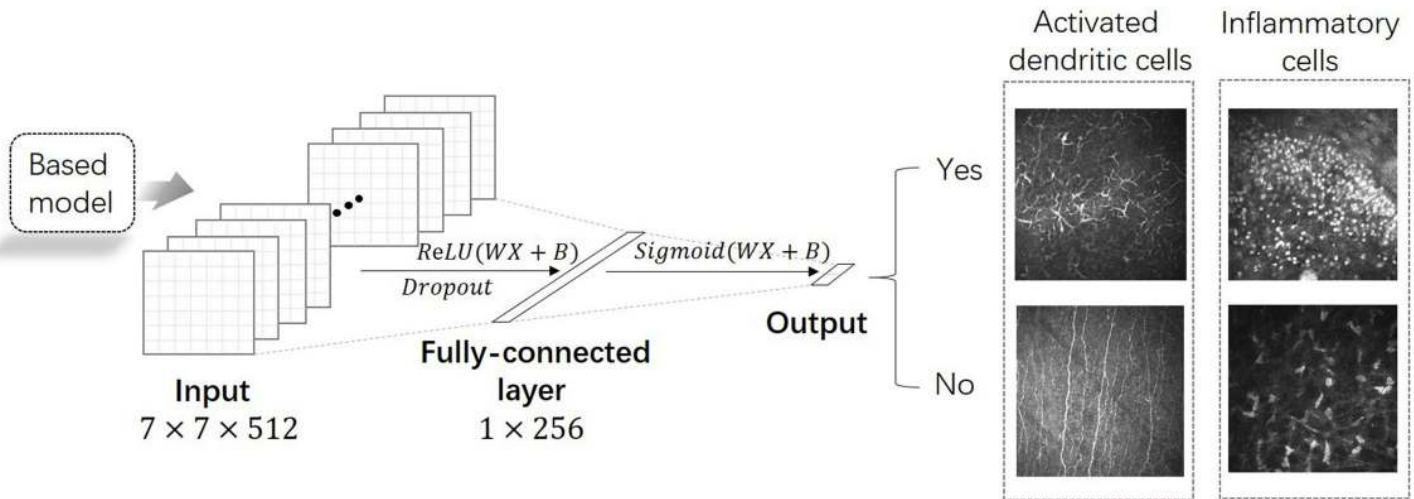 Activated
dendritic cells
Inflammatory
cells
Based
model
Yes
ReLU(WX + B)
Dropout
Sigmoid(WX + B)
Output
Fully-connected
layer
1 × 256
Input
7 × 7 × 512
No